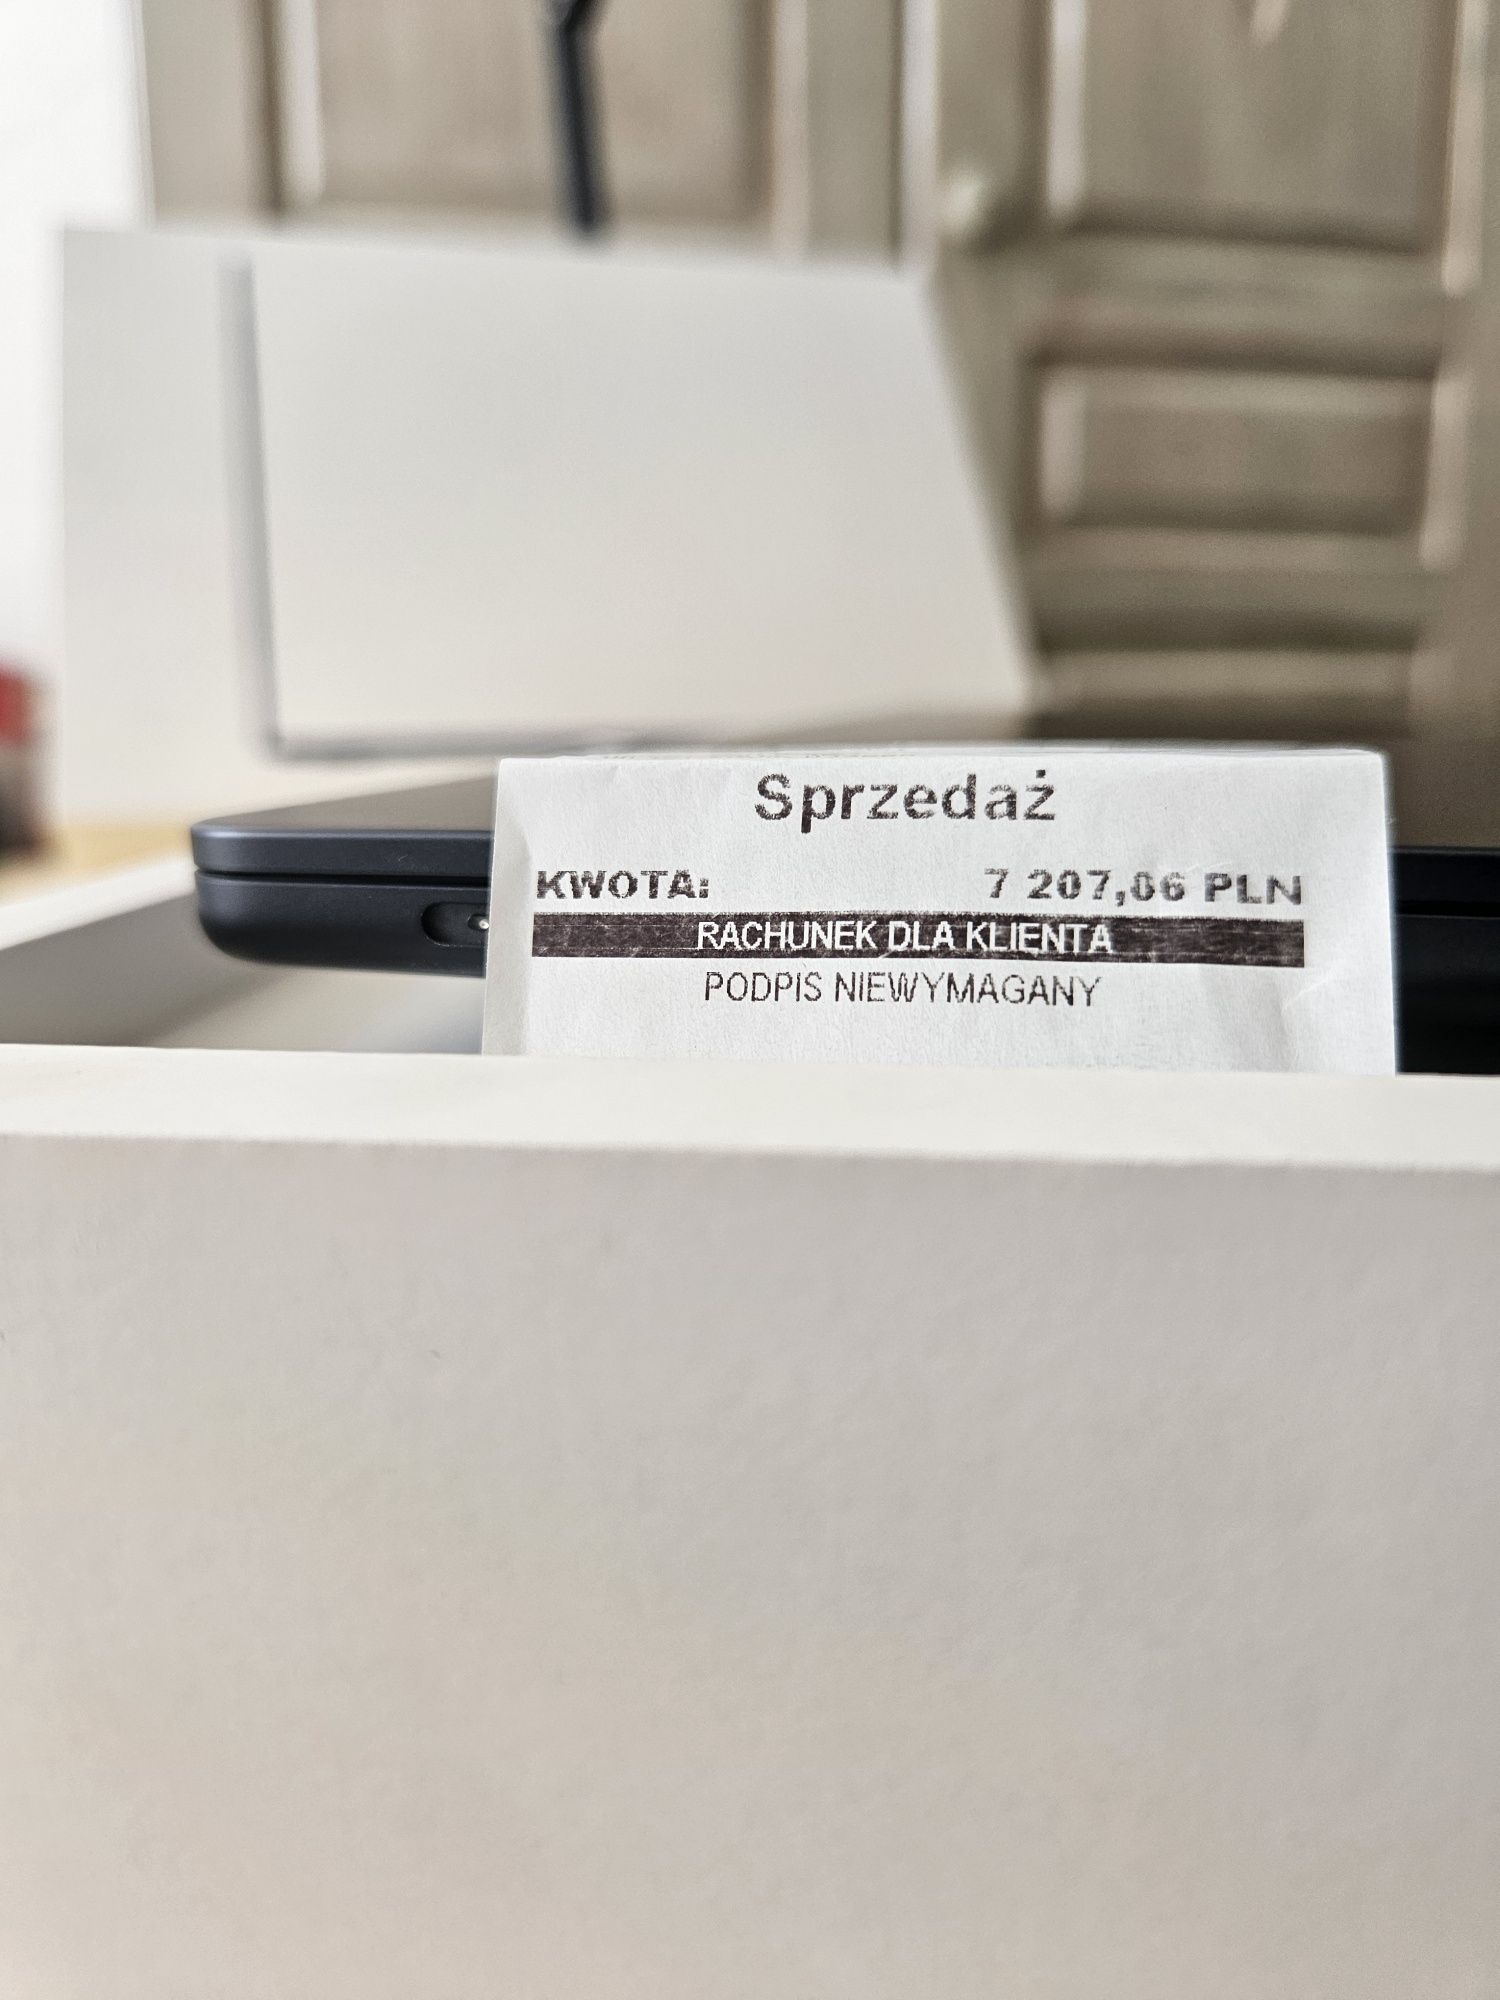 Sprzedaż
KWOTA: 7 207,06 PLN
RACHUNEK DLA KLIENTA
PODPIS NIEWYMAGANY